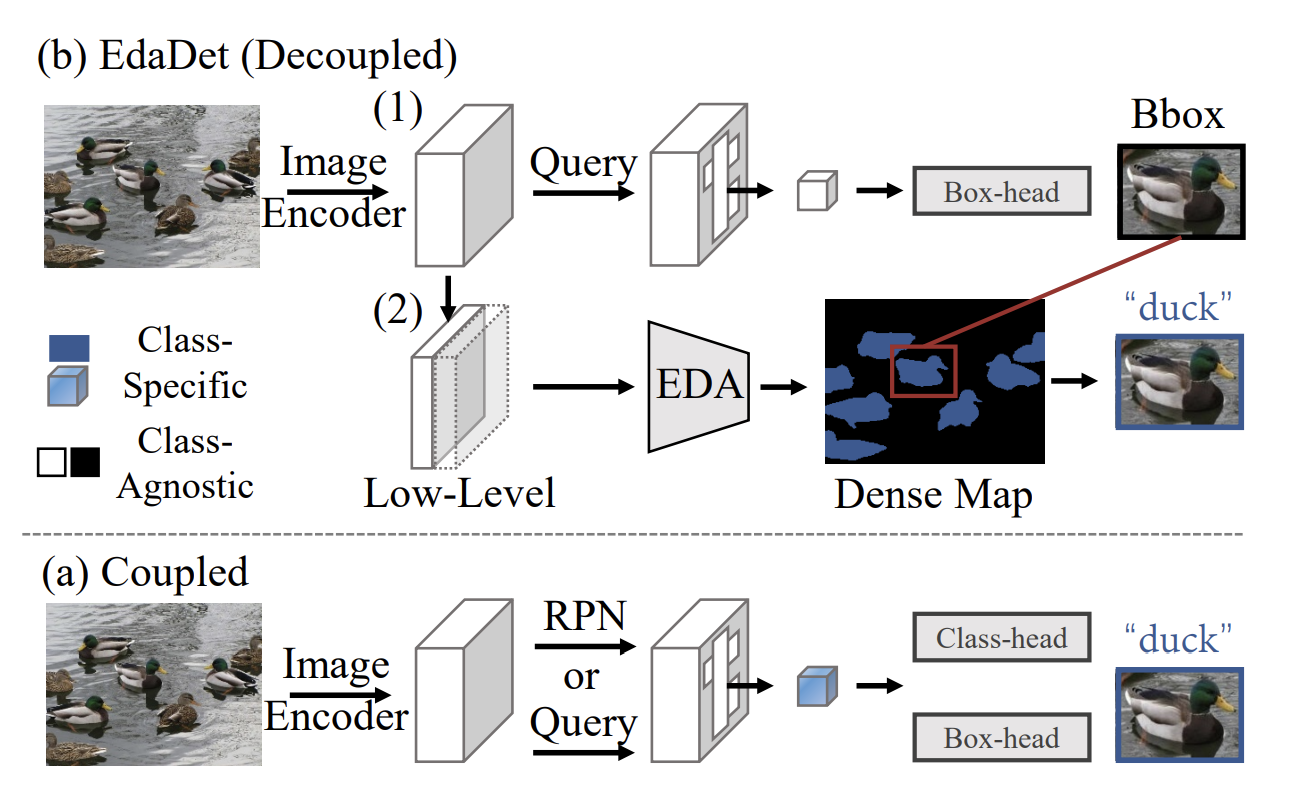 (b) EdaDet (Decoupled)
(1)
Image
Encoder
Query
Box-head
Bbox
(2)
Low-Level
EDA
Dense Map
“duck”
Class-
Specific
Class-
Agnostic
(a) Coupled
Image
Encoder
RPN
or
Query
Class-head
Box-head
“duck”